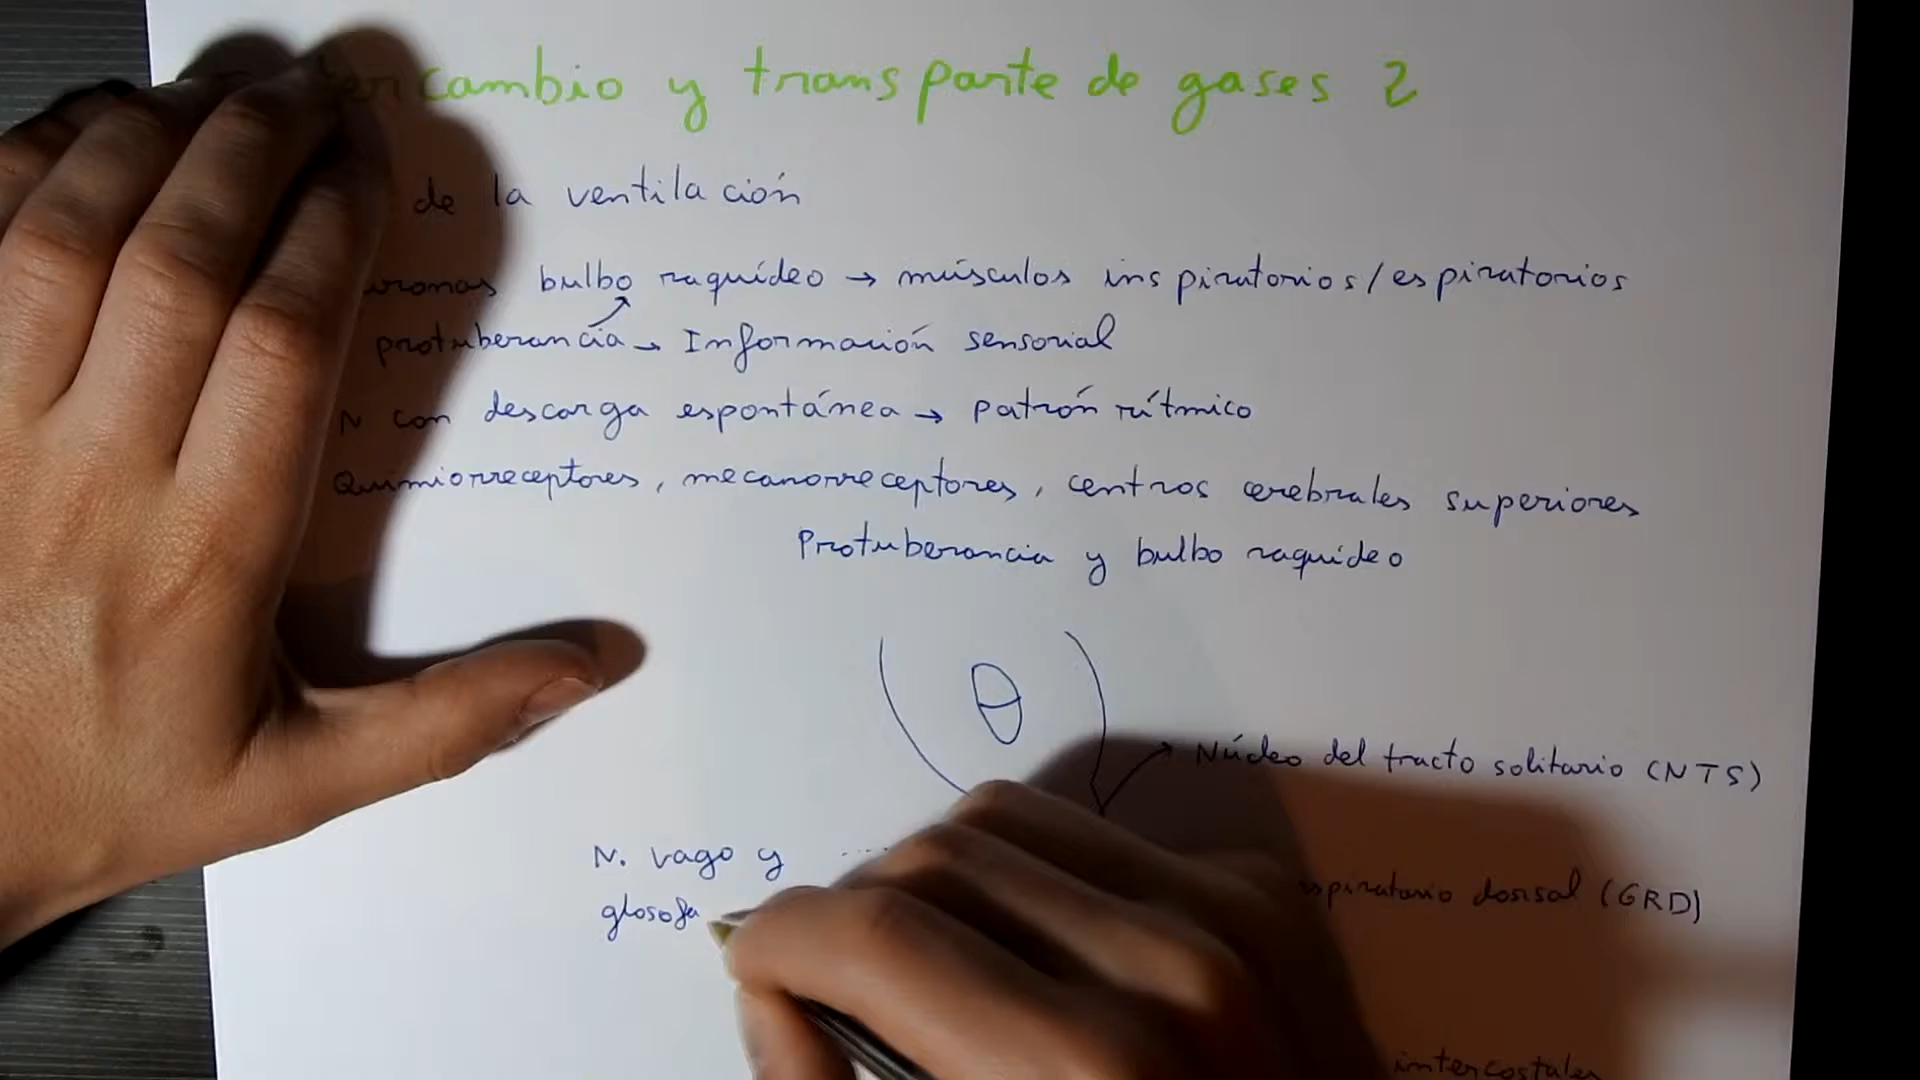 cambio y transporte de gases 2
de la ventilación
bulbo raquídeo → músculos inspiratorios/espiratorios
protuberancia → Información sensorial
N con descarga espontánea → patrón rítmico
Quimiorreceptores, mecanorreceptores, centros cerebrales superiores
Protuberancia y bulbo raquídeo
Núcleo del tracto solitario (NTS)
N. vago y
glosofa
espiratorio dorsal (GRD)
intercostales